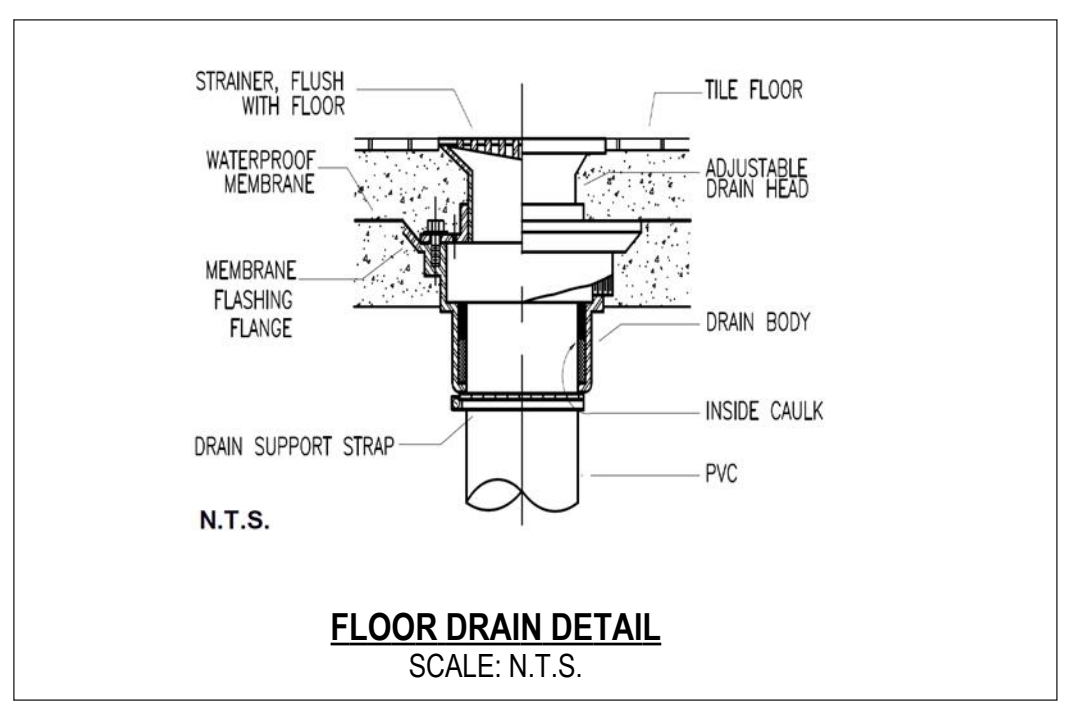 STRAINER, FLUSH
WITH FLOOR
TILE FLOOR
WATERPROOF
MEMBRANE
ADJUSTABLE
DRAIN HEAD
MEMBRANE
FLASHING
FLANGE
DRAIN BODY
INSIDE CAULK
DRAIN SUPPORT STRAP
PVC
N.T.S.
FLOOR DRAIN DETAIL
SCALE: N.T.S.